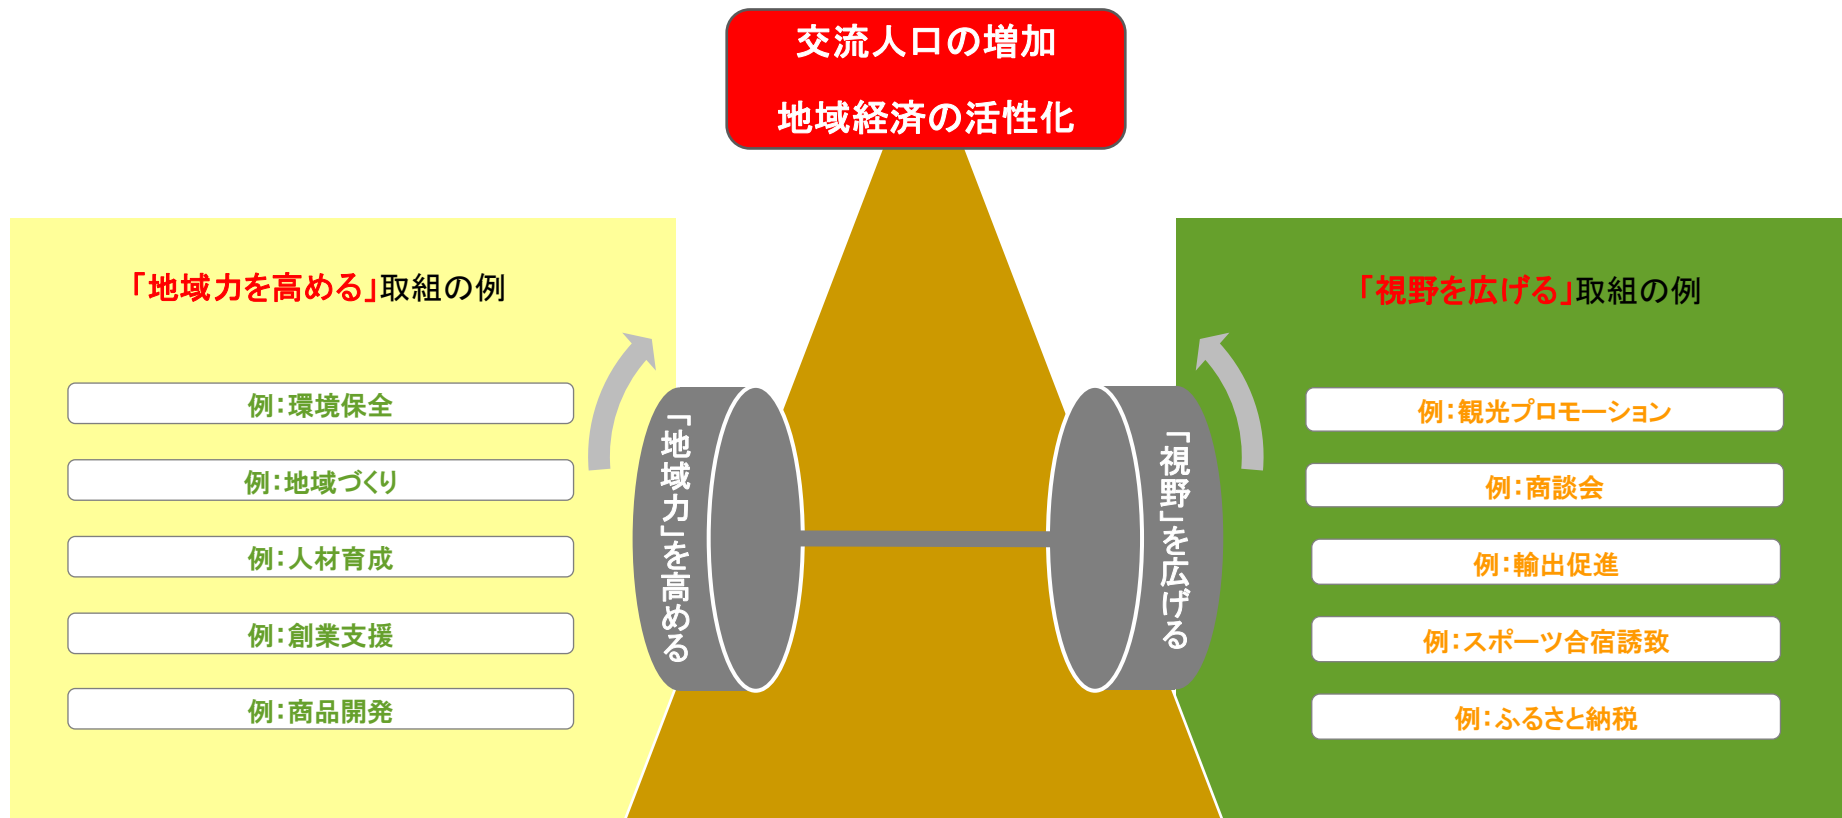 交流人口の増加
地域経済の活性化
「地域力を高める」取組の例
例：環境保全
例：地域づくり
例：人材育成
例：創業支援
例：商品開発
「地域力」を高める
「視野」を広げる
「視野を広げる」取組の例
例：観光プロモーション
例：商談会
例：輸出促進
例：スポーツ合宿誘致
例：ふるさと納税